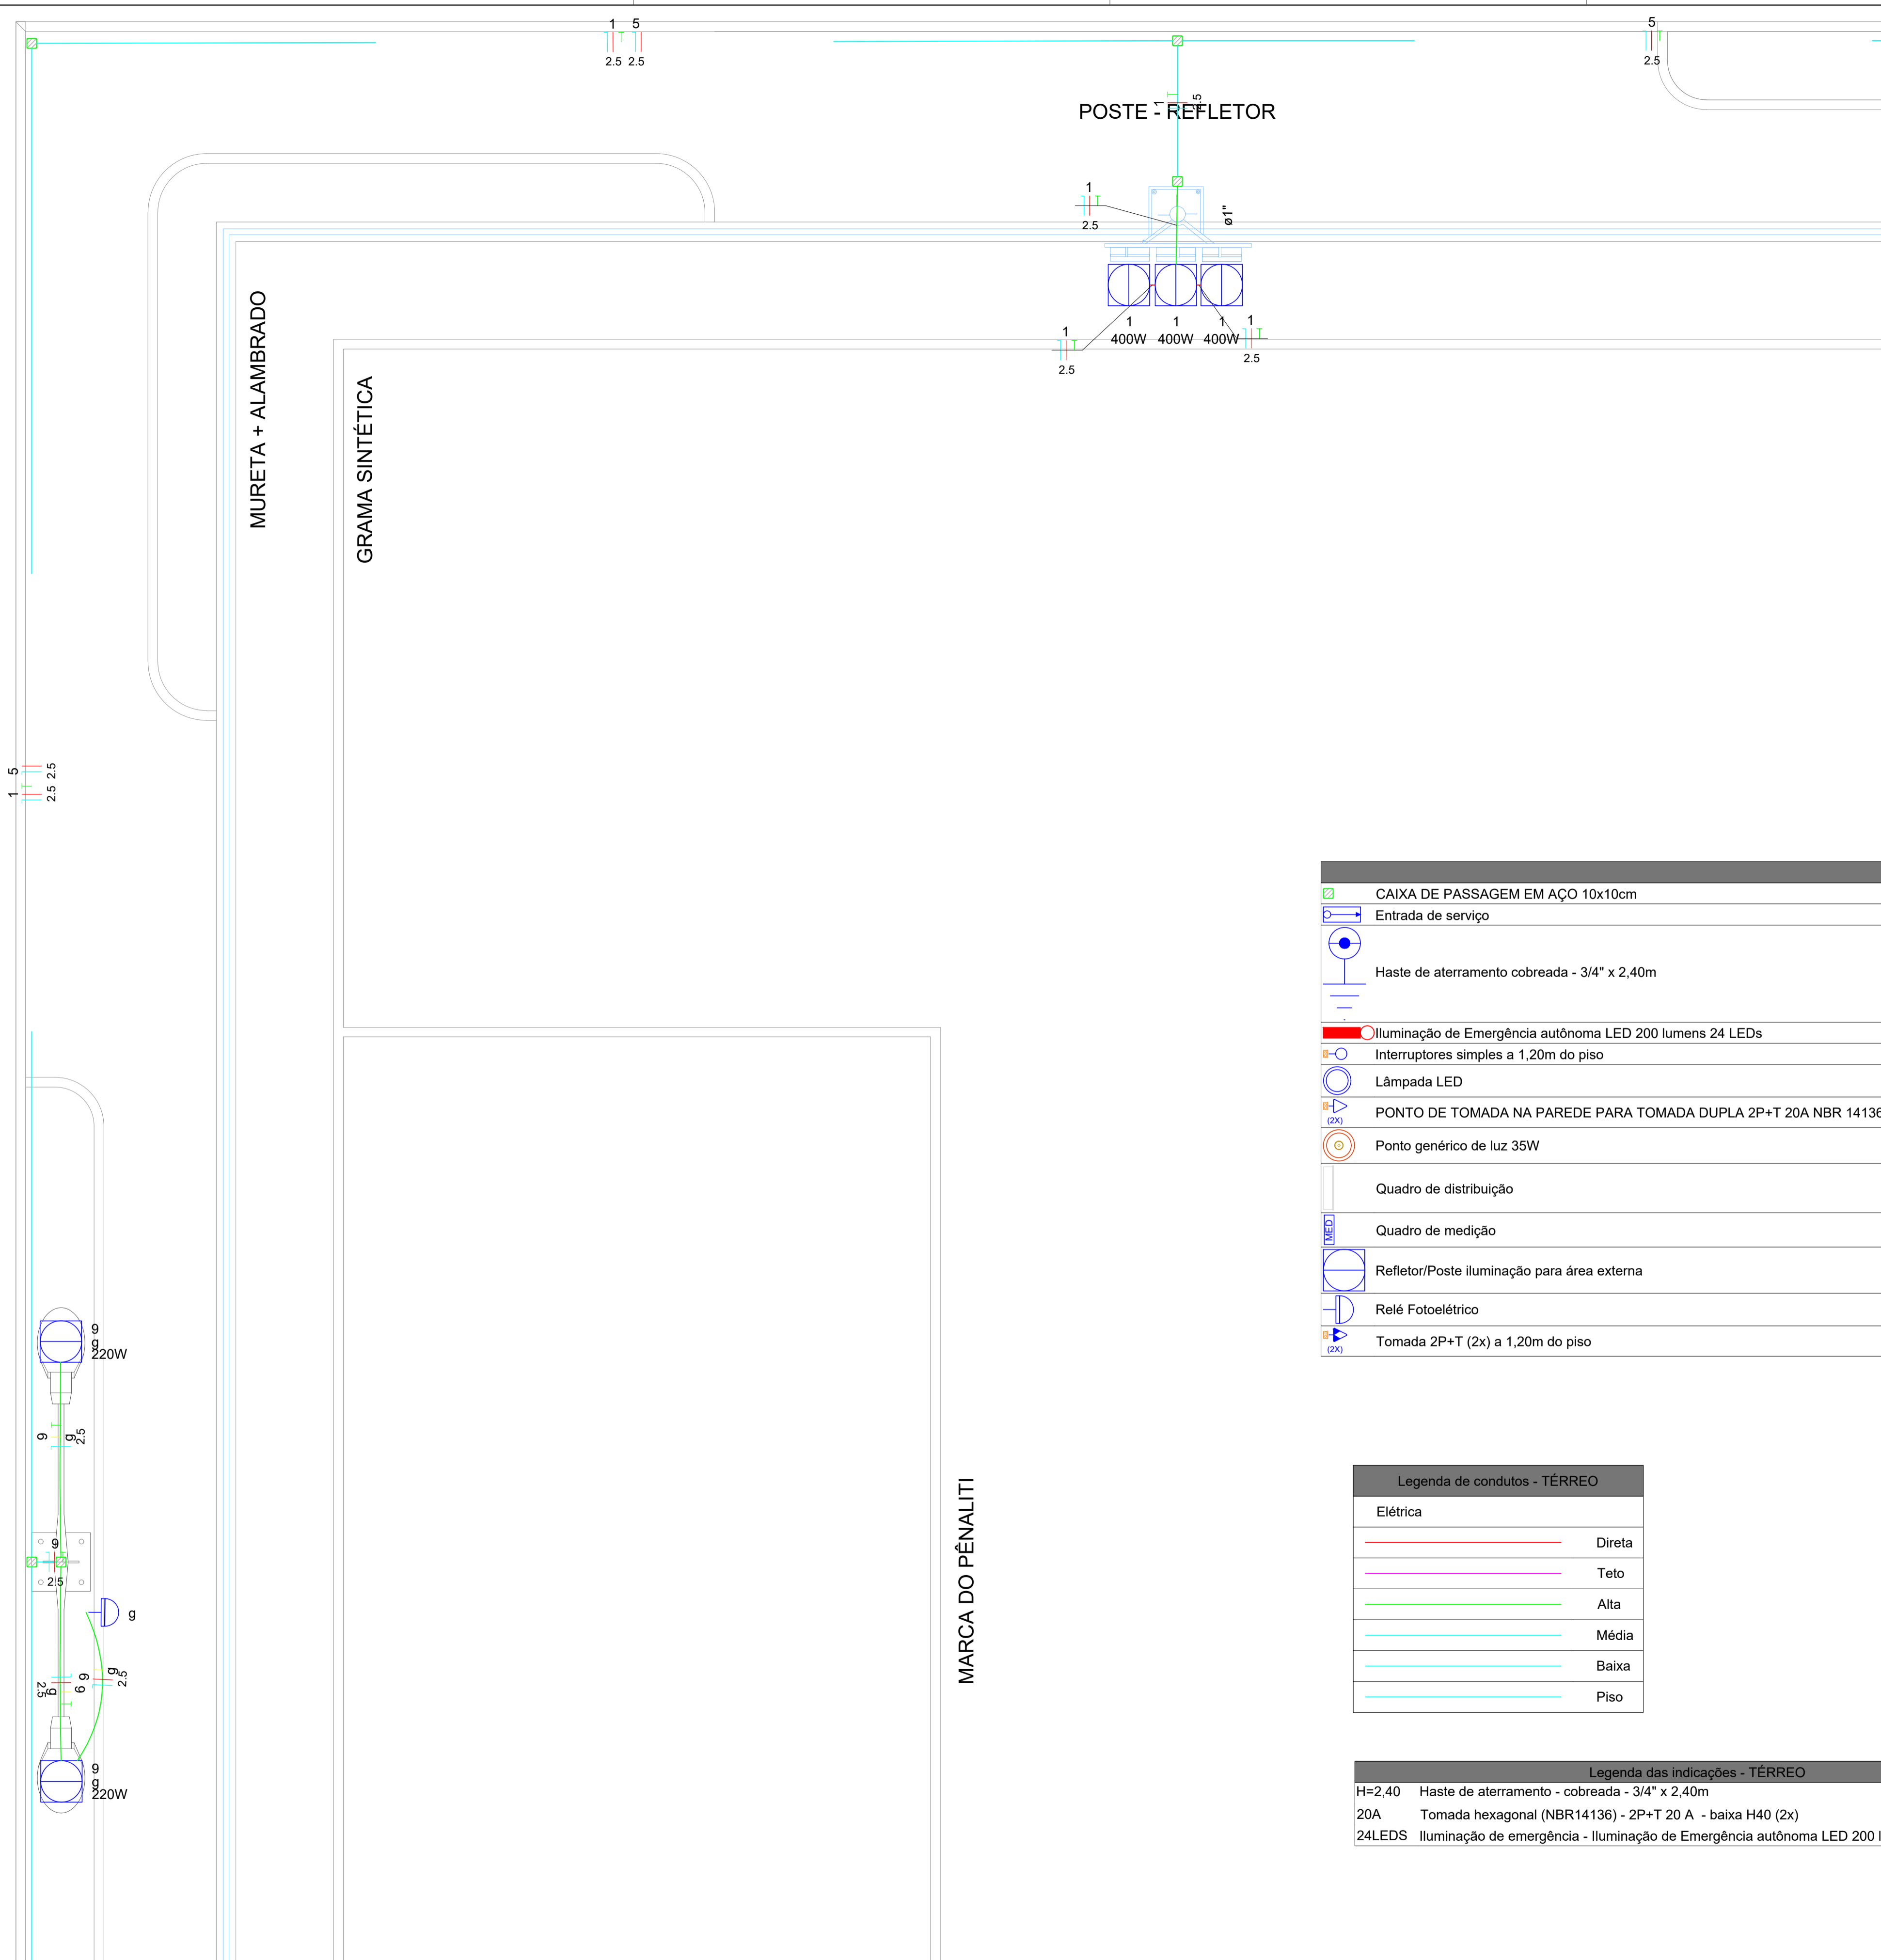 1 5
2.5 2.5
5
2.5
1
2.5
POSTE - REFLETOR
1
2.5
ø1"
1 1 1
400W 400W 400W
1
2.5
1
2.5
MURETA + ALAMBRADO
GRAMA SINTÉTICA
5
2.5
1
2.5
CAIXA DE PASSAGEM EM AÇO 10x10cm
Entrada de serviço
Haste de aterramento cobreada - 3/4" x 2,40m
Iluminação de Emergência autônoma LED 200 lumens 24 LEDs
Interruptores simples a 1,20m do piso
Lâmpada LED
PONTO DE TOMADA NA PAREDE PARA TOMADA DUPLA 2P+T 20A NBR 14136
(2X)
Ponto genérico de luz 35W
Quadro de distribuição
MED
Quadro de medição
Refletor/Poste iluminação para área externa
Relé Fotoelétrico
Tomada 2P+T (2x) a 1,20m do piso
(2X)
9
g
220W
9
g
2.5
9
2.5
g
9
g
2.5
9
g
2.5
9
g
220W
MARCA DO PÊNALITI
Legenda de condutos - TÉRREO
Elétrica
Direta
Teto
Alta
Média
Baixa
Piso
Legenda das indicações - TÉRREO
H=2,40 Haste de aterramento - cobreada - 3/4" x 2,40m
20A Tomada hexagonal (NBR14136) - 2P+T 20 A - baixa H40 (2x)
24LEDS Iluminação de emergência - Iluminação de Emergência autônoma LED 200